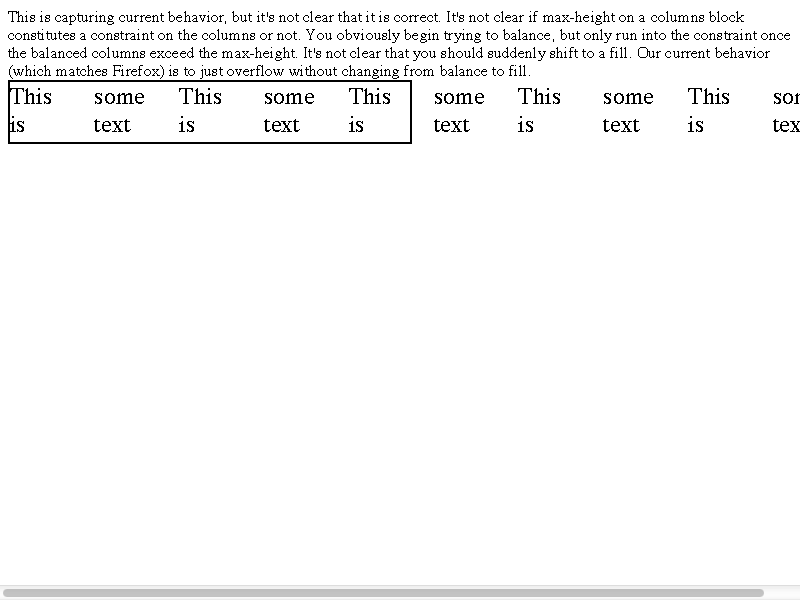 This is capturing current behavior, but it's not clear that it is correct. It's not clear if max-height on a columns block
constitutes a constraint on the columns or not. You obviously begin trying to balance, but only run into the constraint once
the balanced columns exceed the max-height. It's not clear that you should suddenly shift to a fill. Our current behavior
(which matches Firefox) is to just overflow without changing from balance to fill.
This some This some This some This some This
is text is text is text is text is